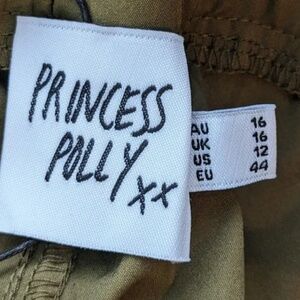 PRINCESS
POLLY
XX
AU 16
UK 16
US 12
EU 44